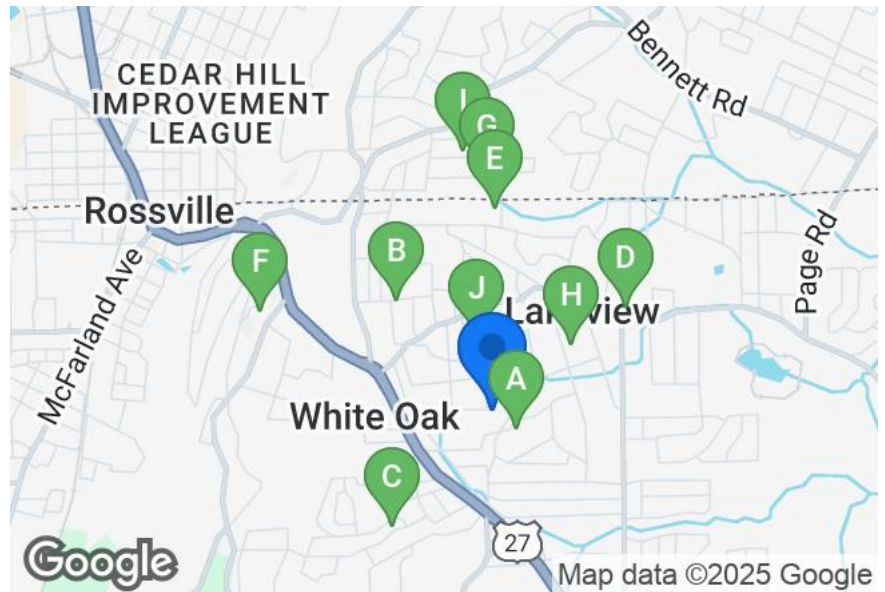 CEDAR HILL
IMPROVEMENT
LEAGUE
Bennett Rd
I
G
E
Rossville
F
B
D
Page Rd
J
H
Lakeview
McFarland Ave
A
White Oak
C
27
Google
Map data ©2025 Google